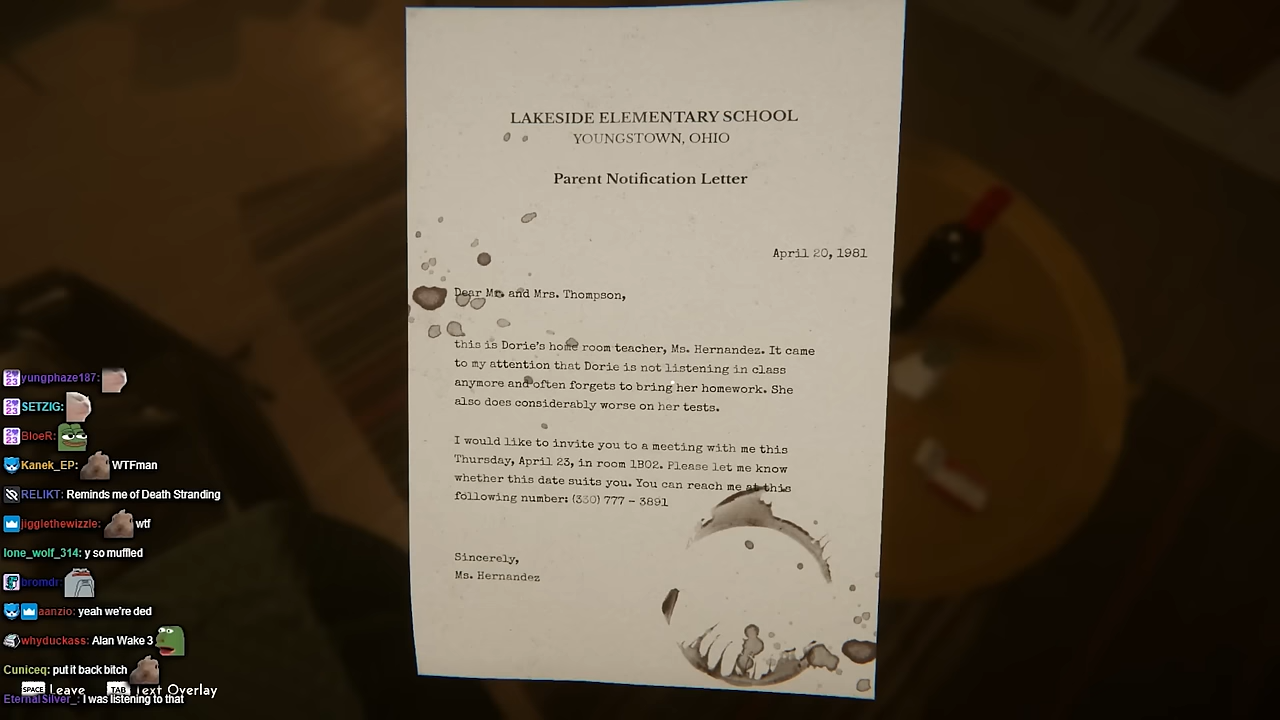 LAKESIDE ELEMENTARY SCHOOL
YOUNGSTOWN, OHIO
Parent Notification Letter
April 20, 1981
Dear Mr. and Mrs. Thompson,
this is Dorie's home room teacher, Ms. Hernandez. It came
to my attention that Dorie is not listening in class
anymore and often forgets to bring her homework. She
also does considerably worse on her tests.
I would like to invite you to a meeting with me this
Thursday, April 23, in room 1B02. Please let me know
whether this date suits you. You can reach me at this
following number: (330) 777 - 3891
Sincerely,
Ms. Hernandez
yungphaze187:
SETZIG:
BloeR:
Kanek_EP: WTFman
RELIKT: Reminds me of Death Stranding
jigglethewizzle: wtf
lone_wolf_314: y so muffled
bromdr:
aanzio: yeah we're ded
whyduckass: Alan Wake 3
Cuniceq: put it back bitch
SPACE Leave TAB Text Overlay
EternalSliver_: I was listening to that